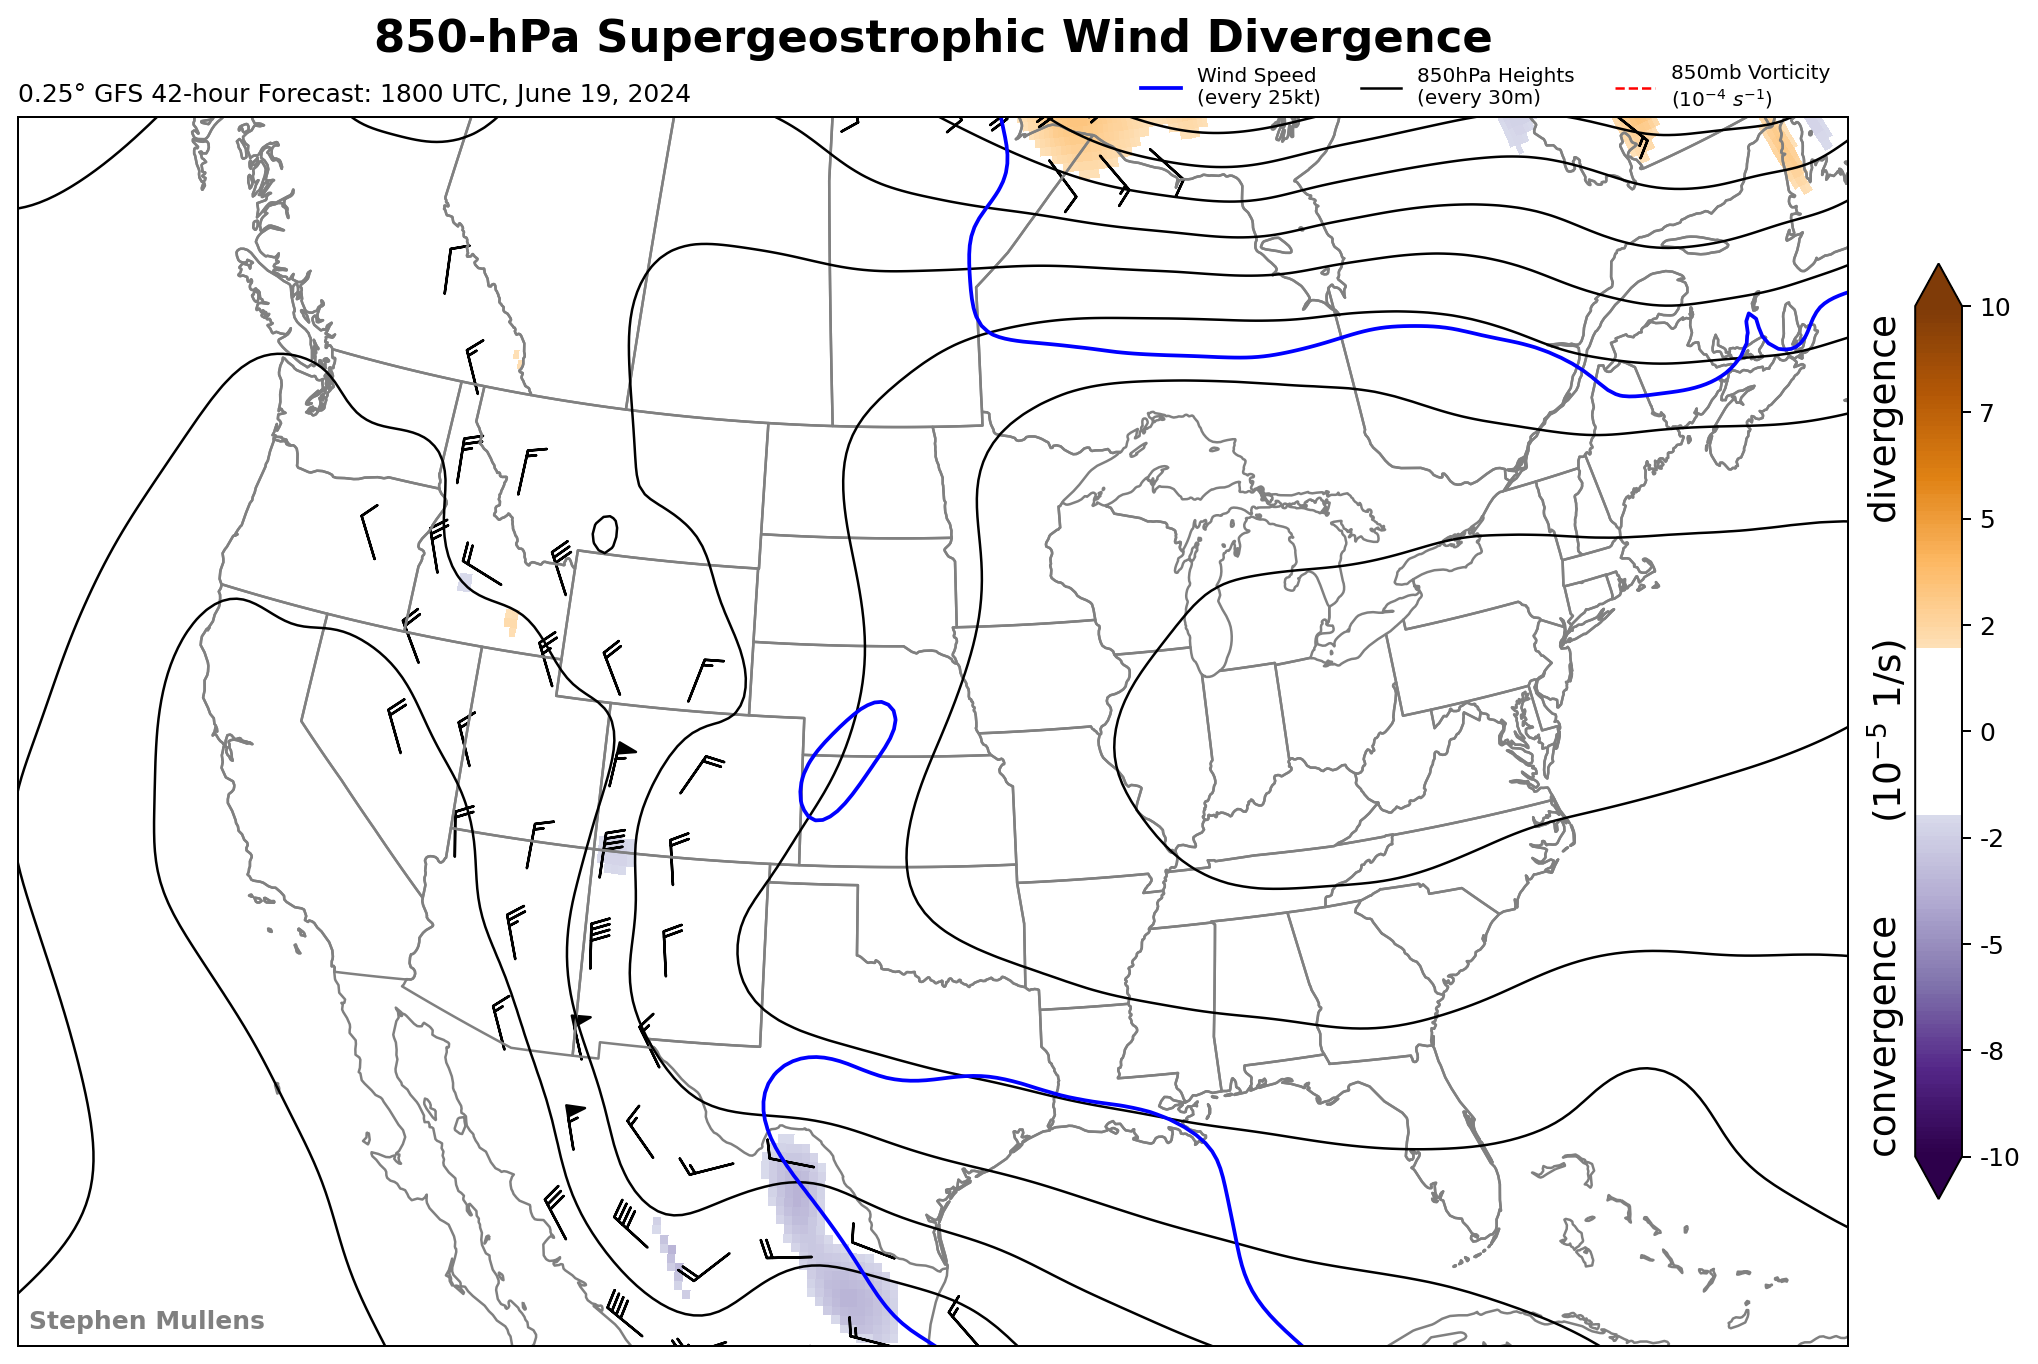 850-hPa Supergeostrophic Wind Divergence
0.25° GFS 42-hour Forecast: 1800 UTC, June 19, 2024
Wind Speed
(every 25kt)
850hPa Heights
(every 30m)
850mb Vorticity
(10⁻⁴ s⁻¹)
10
7
5
2
0
-2
-5
-8
-10
convergence (10⁻⁵ 1/s) divergence
Stephen Mullens